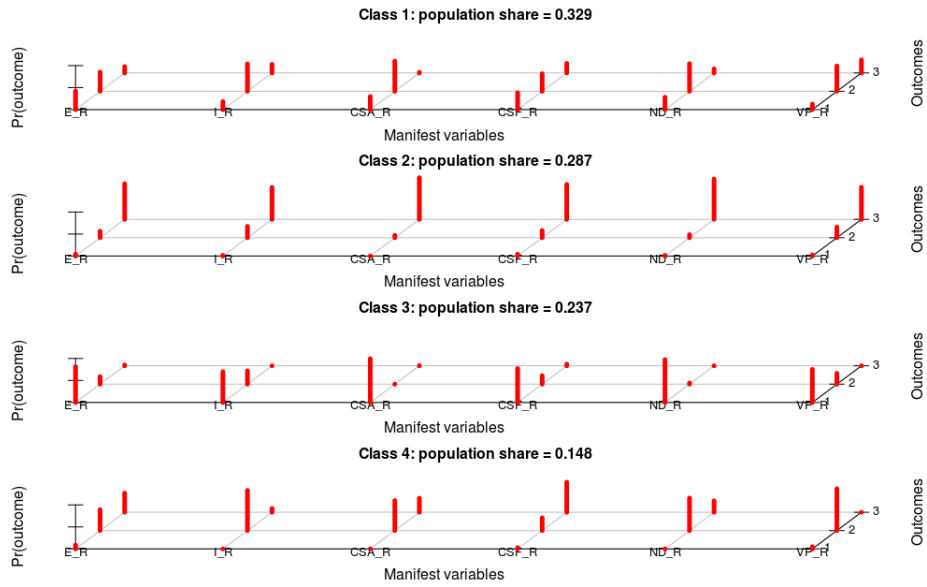 Class 1: population share = 0.329
Pr(outcome)
Outcomes
3
2
1
E_R I_R CSA_R CSF_R ND_R VP_R
Manifest variables
Class 2: population share = 0.287
Pr(outcome)
Outcomes
3
2
1
E_R I_R CSA_R CSF_R ND_R VP_R
Manifest variables
Class 3: population share = 0.237
Pr(outcome)
Outcomes
3
2
1
E_R I_R CSA_R CSF_R ND_R VP_R
Manifest variables
Class 4: population share = 0.148
Pr(outcome)
Outcomes
3
2
1
E_R I_R CSA_R CSF_R ND_R VP_R
Manifest variables